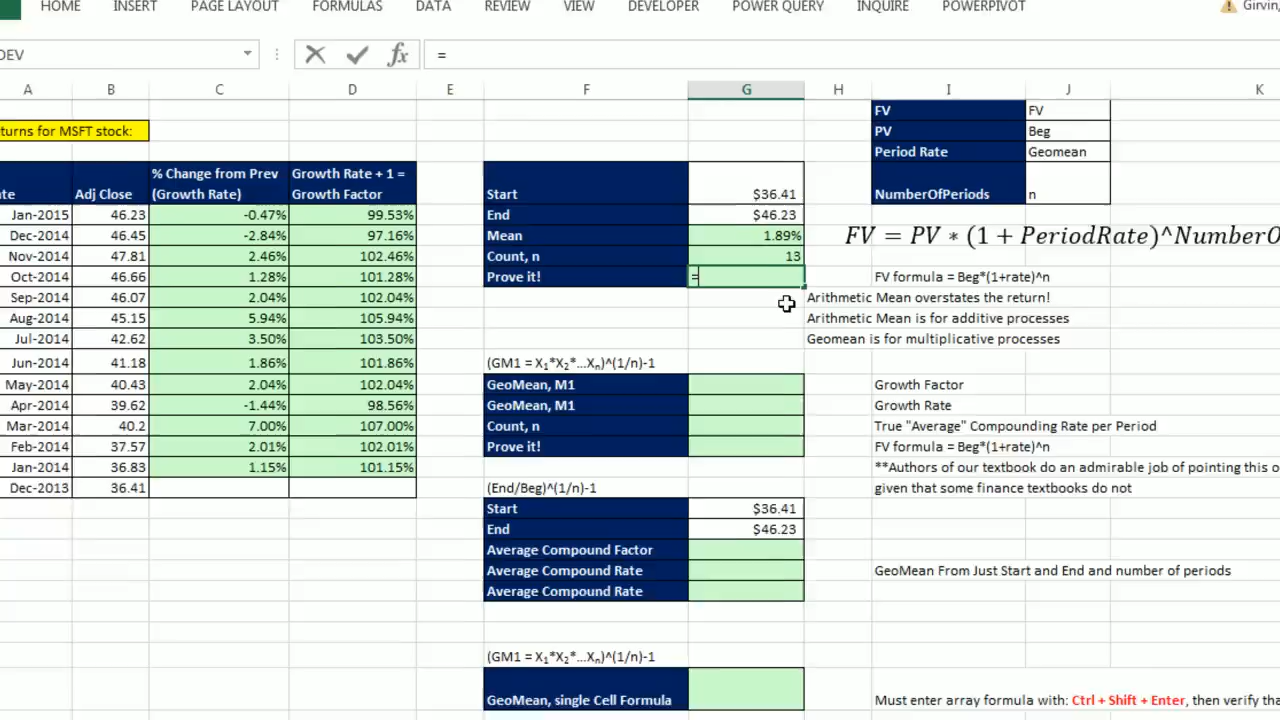 HOME INSERT PAGE LAYOUT FORMULAS DATA REVIEW VIEW DEVELOPER POWER QUERY INQUIRE POWERPIVOT Girvin,
DEV fx =
A B C D E F G H I J K
FV FV
turns for MSFT stock: PV Beg
Period Rate Geomean
% Change from Prev Growth Rate + 1 =
te Adj Close (Growth Rate) Growth Factor Start $36.41 NumberOfPeriods n
Jan-2015 46.23 -0.47% 99.53% End $46.23
Dec-2014 46.45 -2.84% 97.16% Mean 1.89% FV = PV ∗ (1 + PeriodRate)^NumberO
Nov-2014 47.81 2.46% 102.46% Count, n 13
Oct-2014 46.66 1.28% 101.28% Prove it! = FV formula = Beg*(1+rate)^n
Sep-2014 46.07 2.04% 102.04% Arithmetic Mean overstates the return!
Aug-2014 45.15 5.94% 105.94% Arithmetic Mean is for additive processes
Jul-2014 42.62 3.50% 103.50% Geomean is for multiplicative processes
Jun-2014 41.18 1.86% 101.86% (GM1 = X1*X2*...Xn)^(1/n)-1
May-2014 40.43 2.04% 102.04% GeoMean, M1 Growth Factor
Apr-2014 39.62 -1.44% 98.56% GeoMean, M1 Growth Rate
Mar-2014 40.2 7.00% 107.00% Count, n True "Average" Compounding Rate per Period
Feb-2014 37.57 2.01% 102.01% Prove it! FV formula = Beg*(1+rate)^n
Jan-2014 36.83 1.15% 101.15% **Authors of our textbook do an admirable job of pointing this o
Dec-2013 36.41 (End/Beg)^(1/n)-1 given that some finance textbooks do not
Start $36.41
End $46.23
Average Compound Factor
Average Compound Rate GeoMean From Just Start and End and number of periods
Average Compound Rate
(GM1 = X1*X2*...Xn)^(1/n)-1
GeoMean, single Cell Formula Must enter array formula with: Ctrl + Shift + Enter, then verify tha